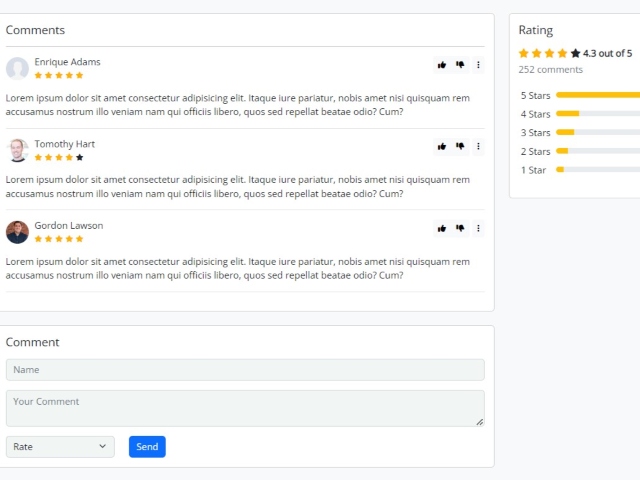 Comments
Enrique Adams
Lorem ipsum dolor sit amet consectetur adipisicing elit. Itaque iure pariatur, nobis amet nisi quisquam rem
accusamus nostrum illo veniam nam qui officiis libero, quos sed repellat beatae odio? Cum?
Tomothy Hart
Lorem ipsum dolor sit amet consectetur adipisicing elit. Itaque iure pariatur, nobis amet nisi quisquam rem
accusamus nostrum illo veniam nam qui officiis libero, quos sed repellat beatae odio? Cum?
Gordon Lawson
Lorem ipsum dolor sit amet consectetur adipisicing elit. Itaque iure pariatur, nobis amet nisi quisquam rem
accusamus nostrum illo veniam nam qui officiis libero, quos sed repellat beatae odio? Cum?
Comment
Name
Your Comment
Rate
Send
Rating
4.3 out of 5
252 comments
5 Stars
4 Stars
3 Stars
2 Stars
1 Star